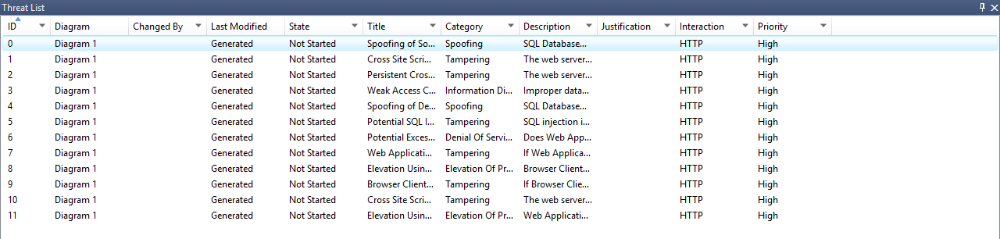 Threat List
ID Diagram Changed By Last Modified State Title Category Description Justification Interaction Priority
0 Diagram 1 Generated Not Started Spoofing of So... Spoofing SQL Database... HTTP High
1 Diagram 1 Generated Not Started Cross Site Scri... Tampering The web server... HTTP High
2 Diagram 1 Generated Not Started Persistent Cros... Tampering The web server... HTTP High
3 Diagram 1 Generated Not Started Weak Access C... Information Di... Improper data... HTTP High
4 Diagram 1 Generated Not Started Spoofing of De... Spoofing SQL Database... HTTP High
5 Diagram 1 Generated Not Started Potential SQL I... Tampering SQL injection i... HTTP High
6 Diagram 1 Generated Not Started Potential Exces... Denial Of Servi... Does Web App... HTTP High
7 Diagram 1 Generated Not Started Web Applicati... Tampering If Web Applica... HTTP High
8 Diagram 1 Generated Not Started Elevation Usin... Elevation Of Pr... Browser Client... HTTP High
9 Diagram 1 Generated Not Started Browser Client... Tampering If Browser Clie... HTTP High
10 Diagram 1 Generated Not Started Cross Site Scri... Tampering The web server... HTTP High
11 Diagram 1 Generated Not Started Elevation Usin... Elevation Of Pr... Web Applicati... HTTP High